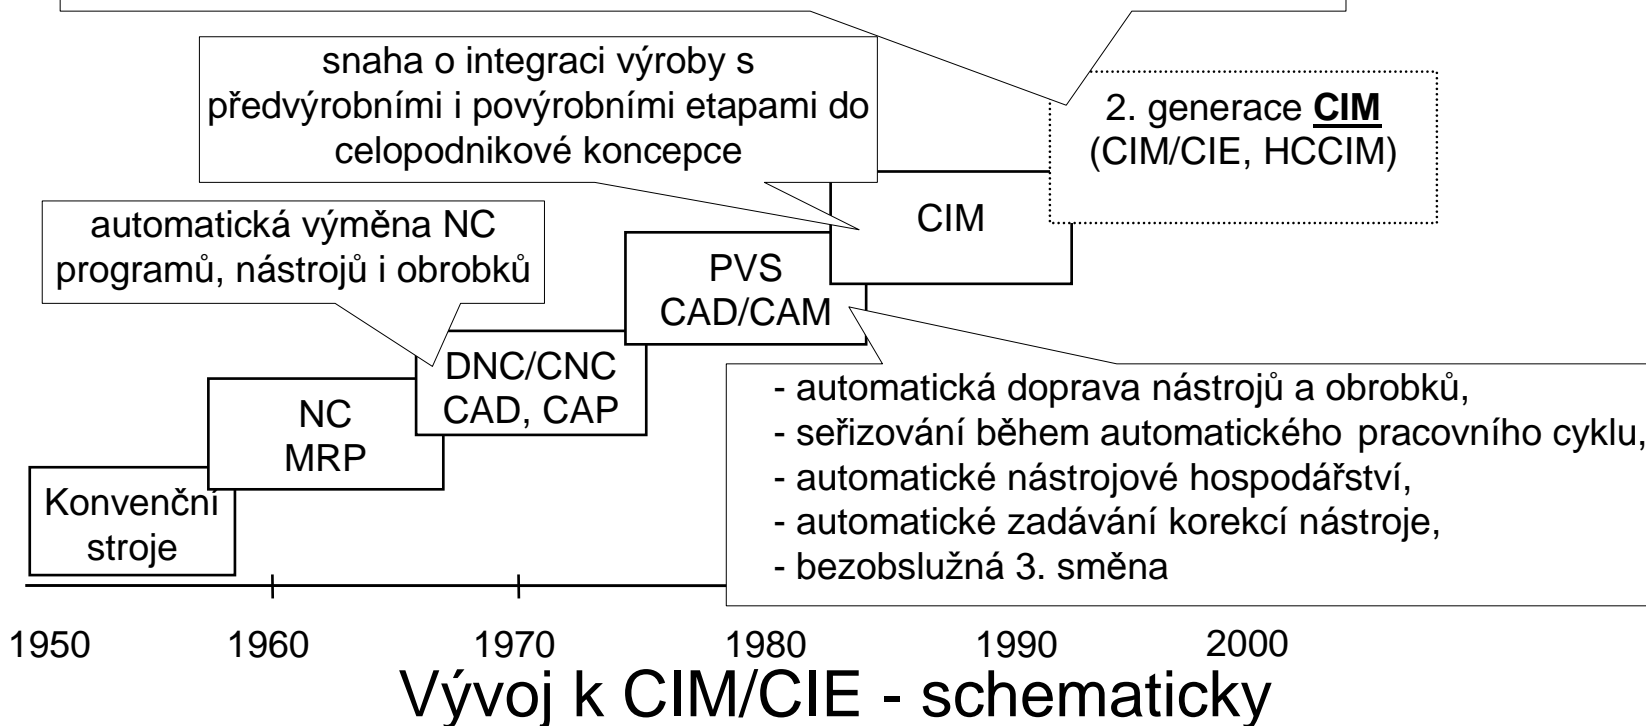 snaha o integraci výroby s
předvýrobními i povýrobními etapami do
celopodnikové koncepce
2. generace CIM
(CIM/CIE, HCCIM)
automatická výměna NC
programů, nástrojů i obrobků
CIM
PVS
CAD/CAM
DNC/CNC
CAD, CAP
NC
MRP
Konvenční
stroje
- automatická doprava nástrojů a obrobků,
- seřizování během automatického pracovního cyklu,
- automatické nástrojové hospodářství,
- automatické zadávání korekcí nástroje,
- bezobslužná 3. směna
1950 1960 1970 1980 1990 2000
Vývoj k CIM/CIE - schematicky